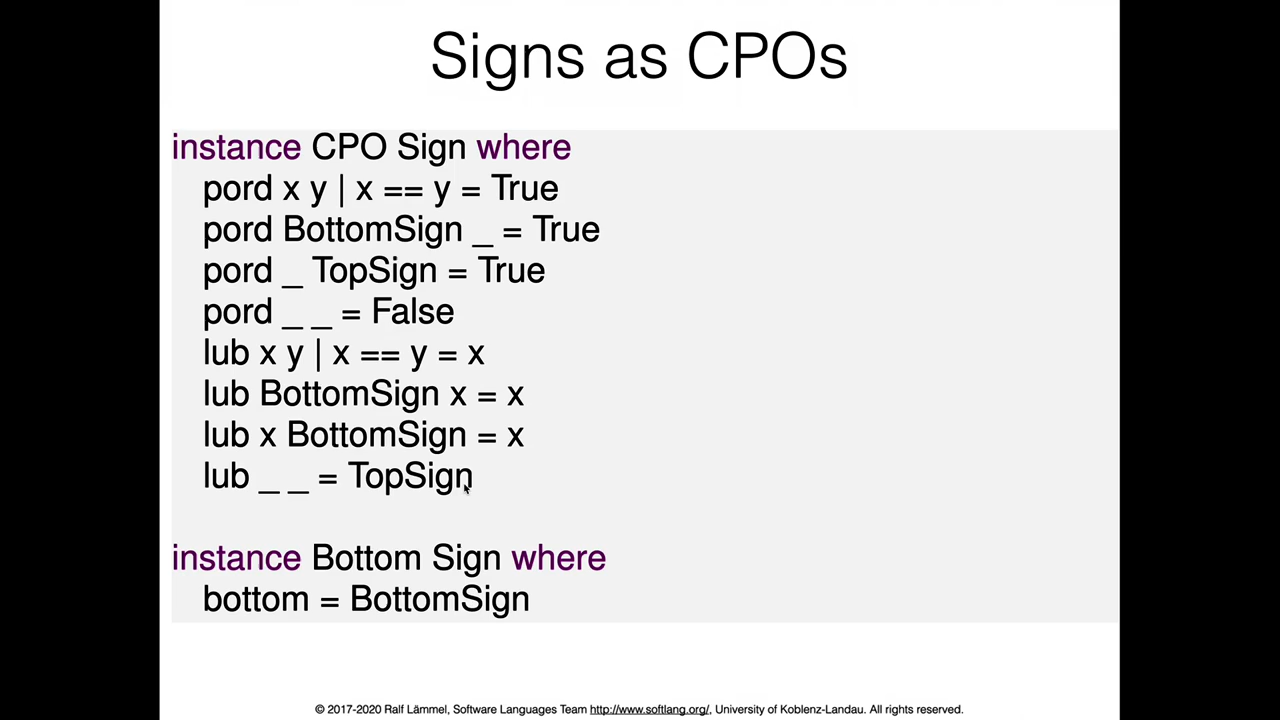 Signs as CPOs
instance CPO Sign where
pord x y | x == y = True
pord BottomSign _ = True
pord _ TopSign = True
pord _ _ = False
lub x y | x == y = x
lub BottomSign x = x
lub x BottomSign = x
lub _ _ = TopSign
instance Bottom Sign where
bottom = BottomSign
© 2017-2020 Ralf Lämmel, Software Languages Team http://www.softlang.org/, University of Koblenz-Landau. All rights reserved.